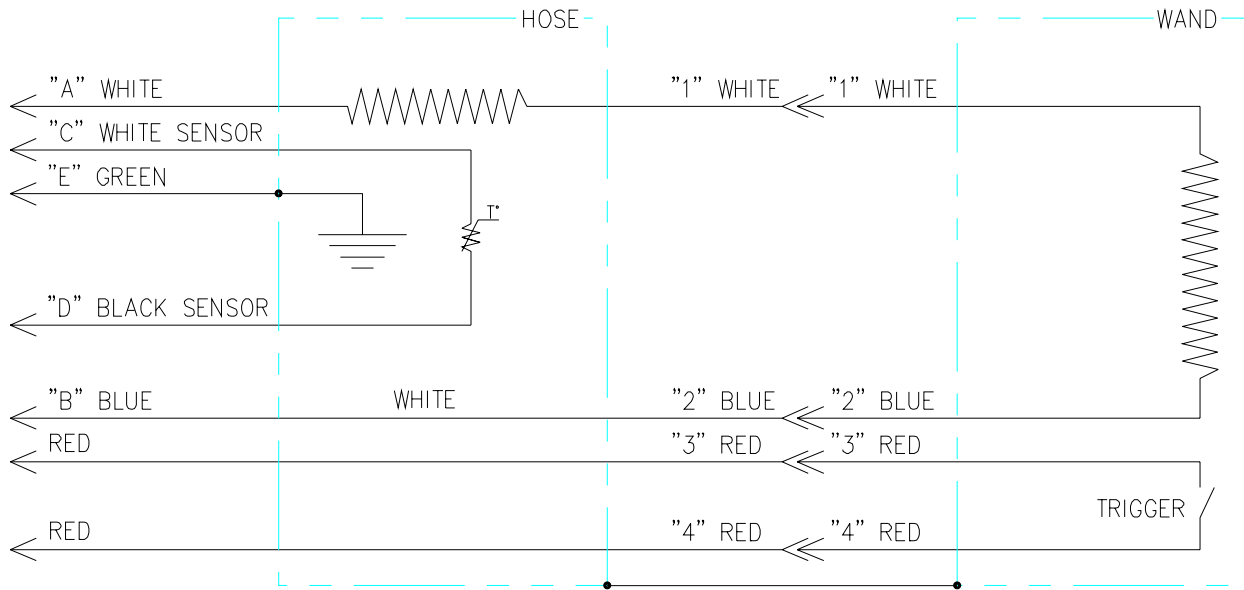 HOSE
WAND
"A" WHITE
"1" WHITE
"1" WHITE
"C" WHITE SENSOR
"E" GREEN
T°
"D" BLACK SENSOR
"B" BLUE
WHITE
"2" BLUE
"2" BLUE
RED
"3" RED
"3" RED
TRIGGER
RED
"4" RED
"4" RED